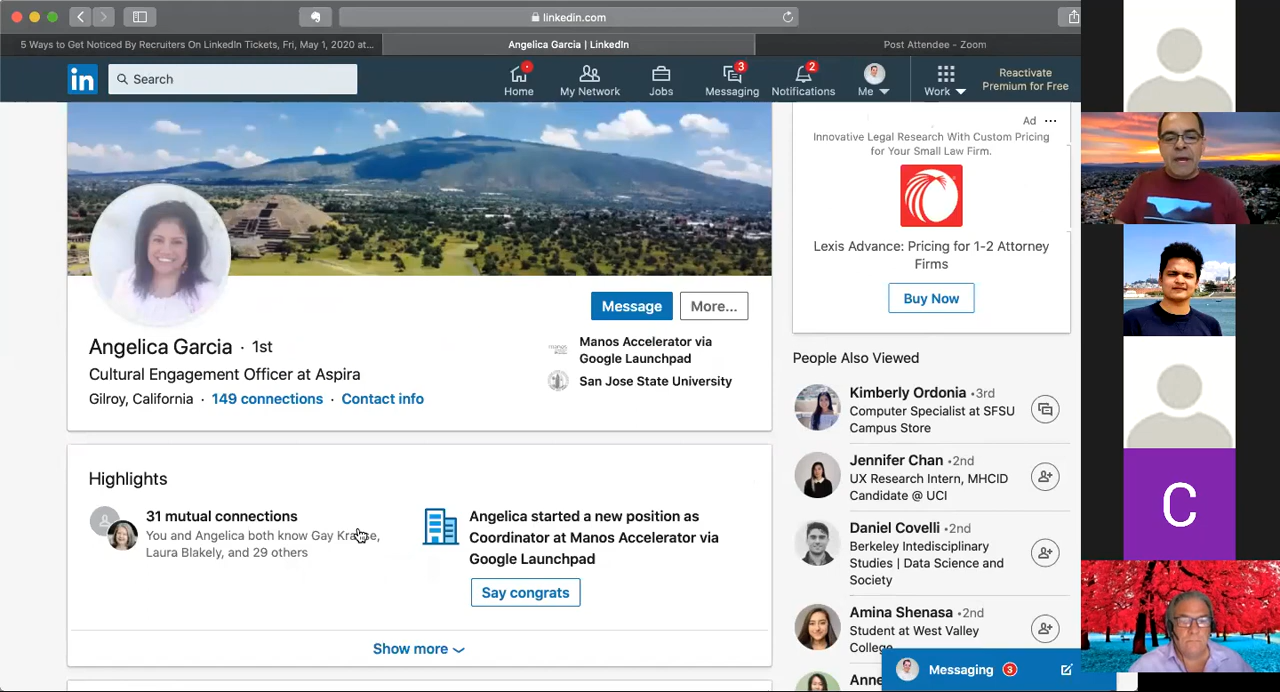 linkedin.com
5 Ways to Get Noticed By Recruiters On LinkedIn Tickets, Fri, May 1, 2020 at...
Angelica Garcia | LinkedIn
Post Attendee - Zoom
in
Search
Home
My Network
Jobs
3
Messaging
2
Notifications
Me
Work
Reactivate
Premium for Free
Angelica Garcia · 1st
Cultural Engagement Officer at Aspira
Gilroy, California · 149 connections · Contact info
Message
More...
Manos Accelerator via
Google Launchpad
San Jose State University
Highlights
31 mutual connections
You and Angelica both know Gay
Laura Blakely, and 29 others
Angelica started a new position as
Coordinator at Manos Accelerator via
Google Launchpad
Say congrats
Show more
Ad ...
Innovative Legal Research With Custom Pricing
for Your Small Law Firm.
Lexis Advance: Pricing for 1-2 Attorney
Firms
Buy Now
People Also Viewed
Kimberly Ordonia •3rd
Computer Specialist at SFSU
Campus Store
Jennifer Chan •2nd
UX Research Intern, MHCID
Candidate @ UCI
Daniel Covelli •2nd
Berkeley Intedisciplinary
Studies | Data Science and
Society
Amina Shenasa •2nd
Student at West Valley
College
Messaging 3
C